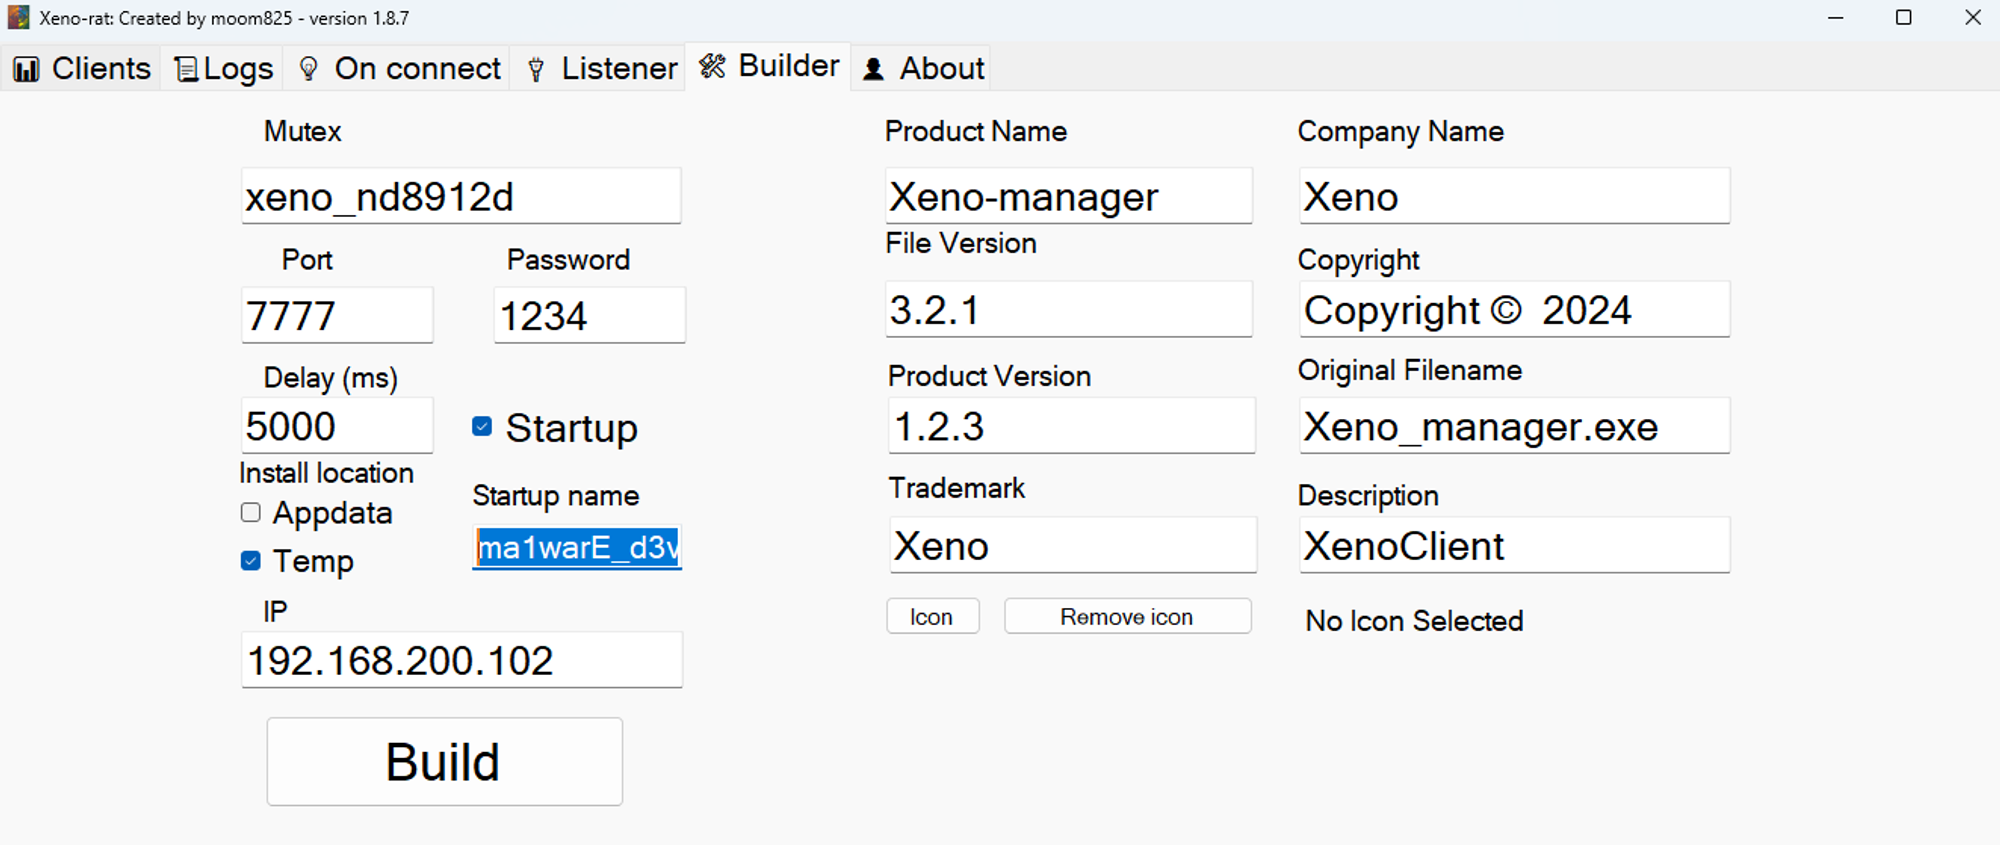 Xeno-rat: Created by moom825 - version 1.8.7
Clients Logs On connect Listener Builder About
Mutex
xeno_nd8912d
Port Password
7777 1234
Delay (ms)
5000
Startup
Install location
Appdata
Temp
Startup name
ma1warE_d3v
IP
192.168.200.102
Build
Product Name
Xeno-manager
File Version
3.2.1
Product Version
1.2.3
Trademark
Xeno
Icon Remove icon
Company Name
Xeno
Copyright
Copyright ©  2024
Original Filename
Xeno_manager.exe
Description
XenoClient
No Icon Selected